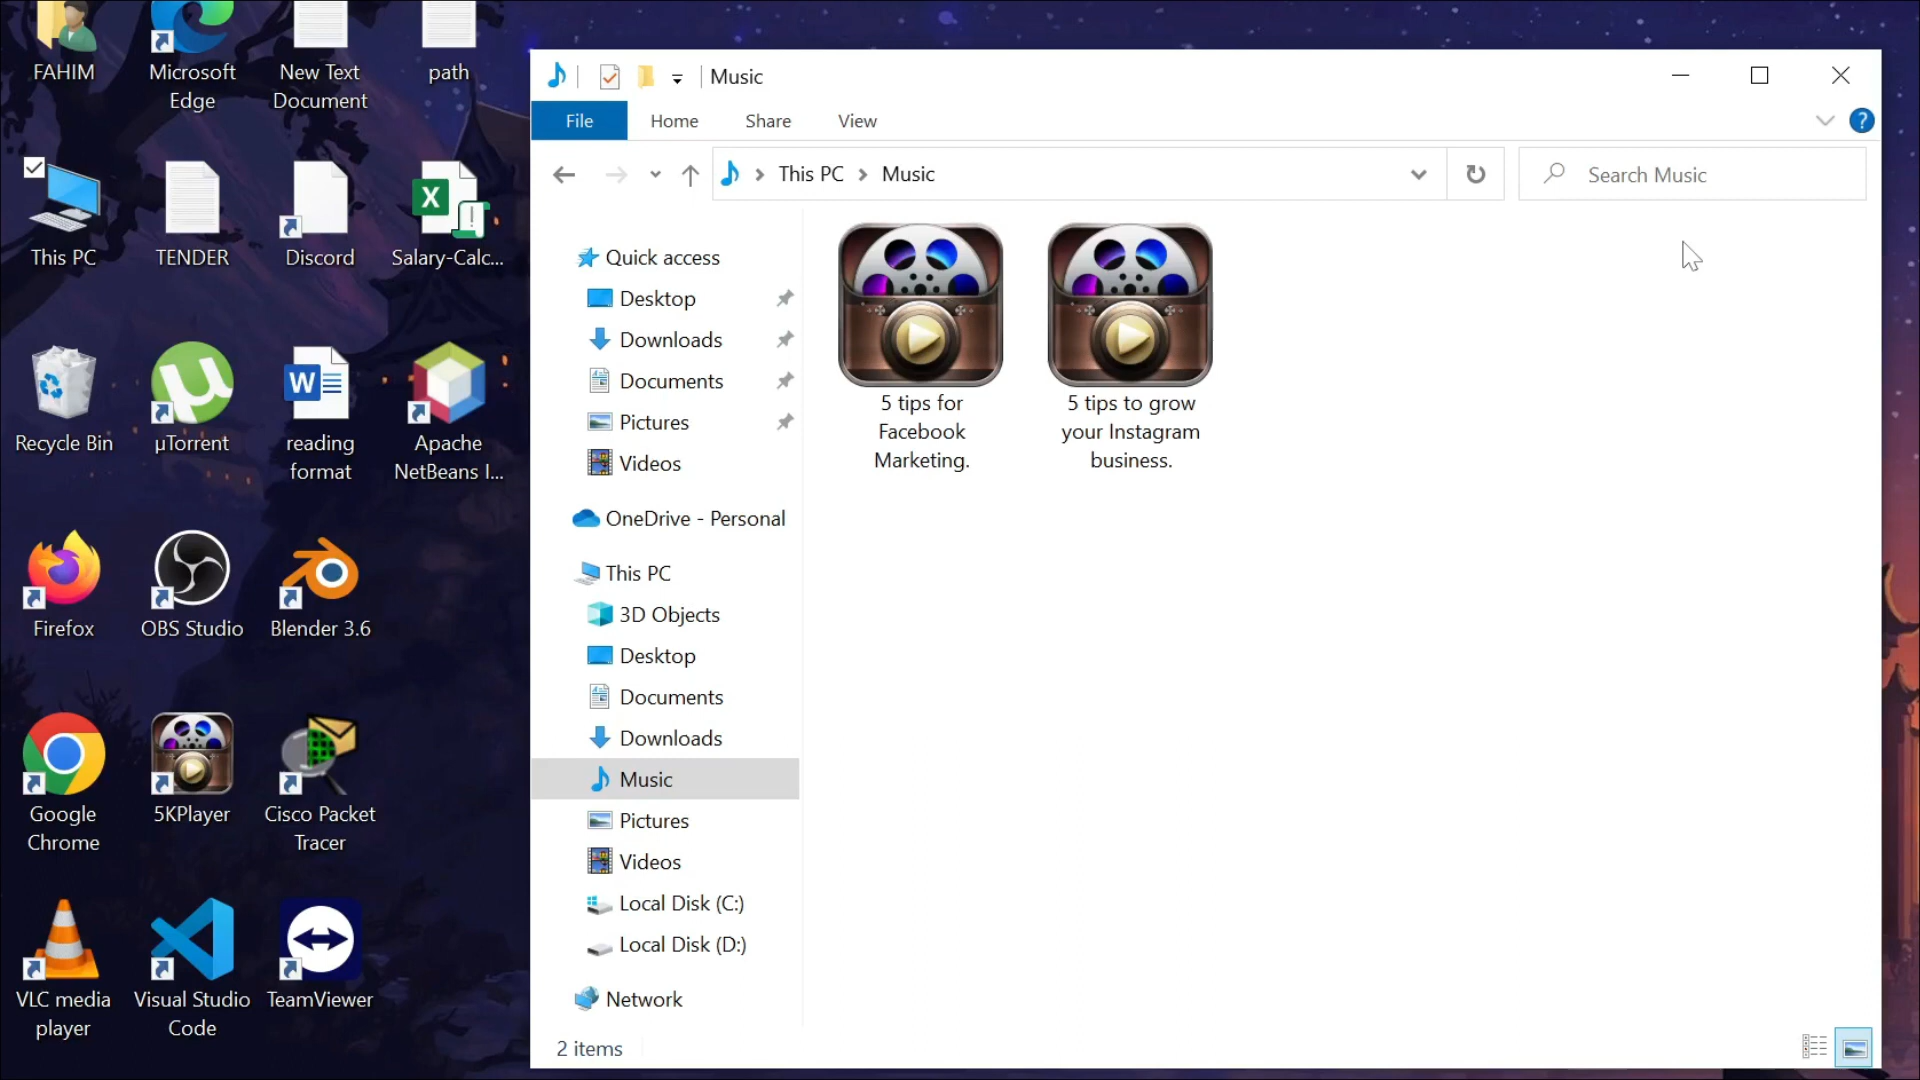 FAHIM
Microsoft
Edge
New Text
Document
path
This PC
TENDER
Discord
Salary-Calc...
Recycle Bin
µTorrent
reading
format
Apache
NetBeans I...
Firefox
OBS Studio
Blender 3.6
Google
Chrome
5KPlayer
Cisco Packet
Tracer
VLC media
player
Visual Studio
Code
TeamViewer
Music
File
Home
Share
View
This PC
Music
Search Music
Quick access
Desktop
Downloads
Documents
Pictures
Videos
OneDrive - Personal
This PC
3D Objects
Desktop
Documents
Downloads
Music
Pictures
Videos
Local Disk (C:)
Local Disk (D:)
Network
5 tips for
Facebook
Marketing.
5 tips to grow
your Instagram
business.
2 items